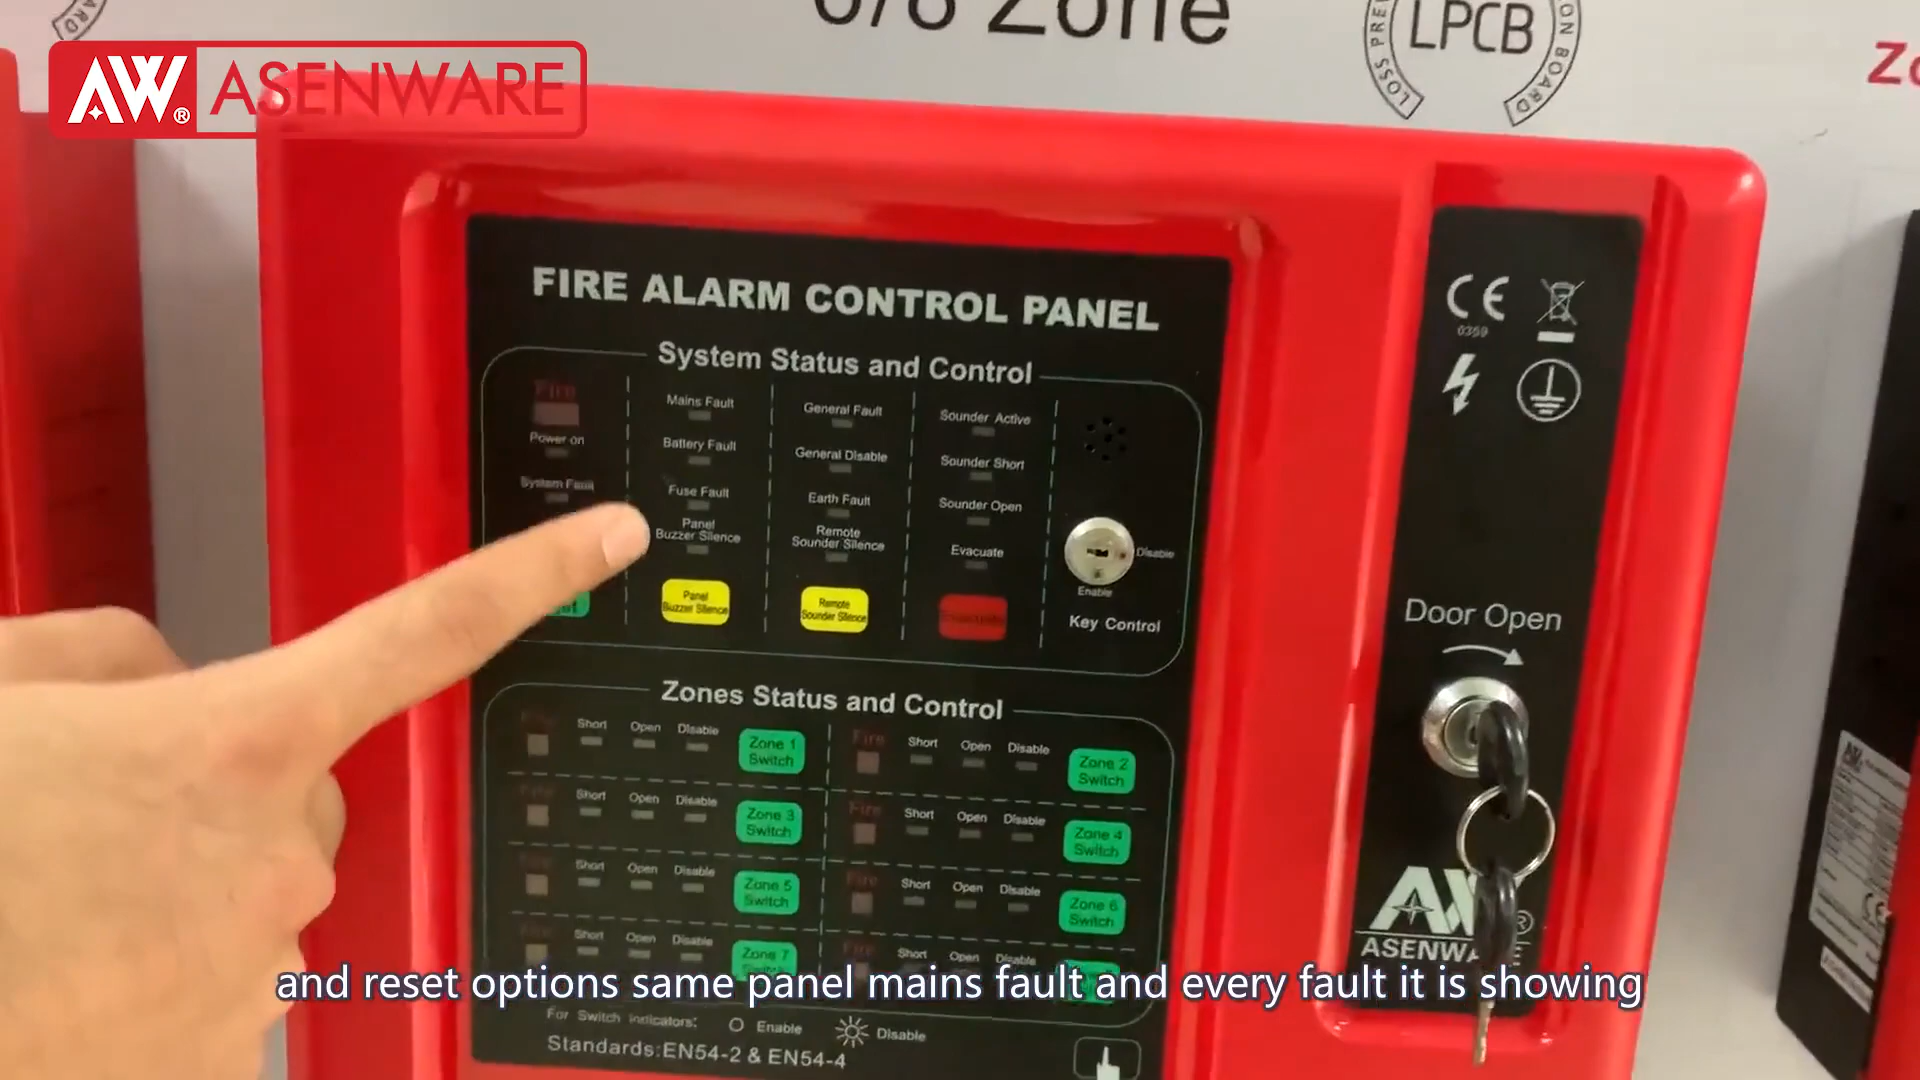 6/8 Zone
LPCB
LOSS PRE
ON BOARD
Zo
AW®
ASENWARE
FIRE ALARM CONTROL PANEL
System Status and Control
Fire
Power on
System Fault
Mains Fault
Battery Fault
Fuse Fault
Panel
Buzzer Silence
Panel
Buzzer Silence
General Fault
General Disable
Earth Fault
Remote
Sounder Silence
Remote
Sounder Silence
Sounder Active
Sounder Short
Sounder Open
Evacuate
Disable
Enable
Key Control
Zones Status and Control
Fire Short Open Disable Zone 1
Switch
Fire Short Open Disable Zone 2
Switch
Fire Short Open Disable Zone 3
Switch
Fire Short Open Disable Zone 4
Switch
Fire Short Open Disable Zone 5
Switch
Fire Short Open Disable Zone 6
Switch
Fire Short Open Disable Zone 7
Fire Short Open Disable
For Switch Indicators: Enable Disable
Standards:EN54-2 & EN54-4
CE
0359
Door Open
ASENWA
and reset options same panel mains fault and every fault it is showing